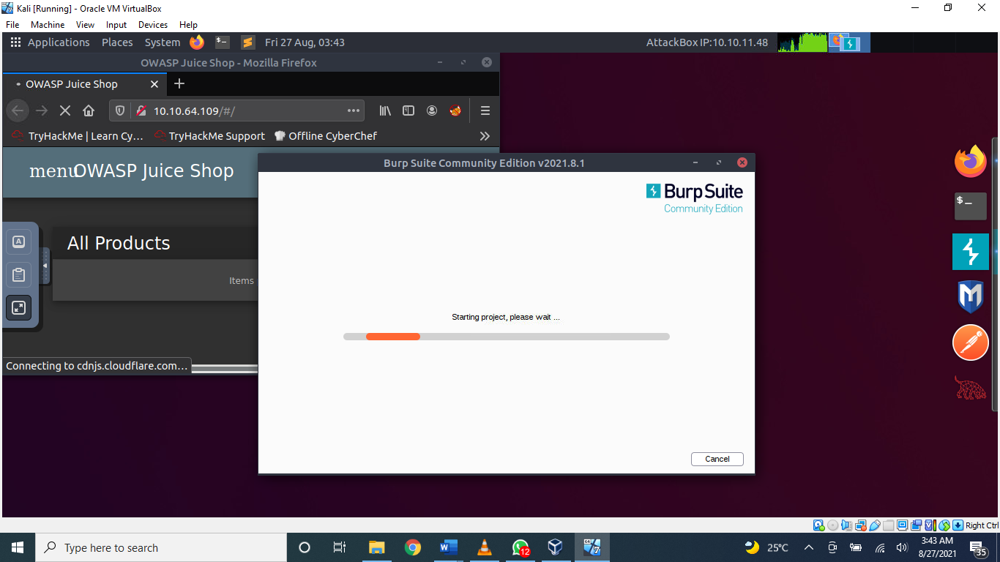 Kali [Running] - Oracle VM VirtualBox
File Machine View Input Devices Help
Applications Places System Fri 27 Aug, 03:43 AttackBox IP:10.10.11.48
OWASP Juice Shop - Mozilla Firefox
OWASP Juice Shop
10.10.64.109/#/
TryHackMe | Learn Cy… TryHackMe Support Offline CyberChef
menu OWASP Juice Shop
Burp Suite Community Edition v2021.8.1
Burp Suite
Community Edition
All Products
Items
Starting project, please wait ...
Connecting to cdnjs.cloudflare.com…
Cancel
Right Ctrl
Type here to search
12
64
25°C
3:43 AM
8/27/2021
35